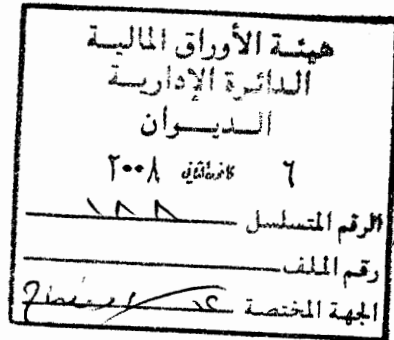 هيئة الأوراق المالية
الدائرة الإدارية
الديوان
٦ كانون الثاني ٢٠٠٨
الرقم المتسلسل ١٨٨
رقم الملف
الجهة المختصة